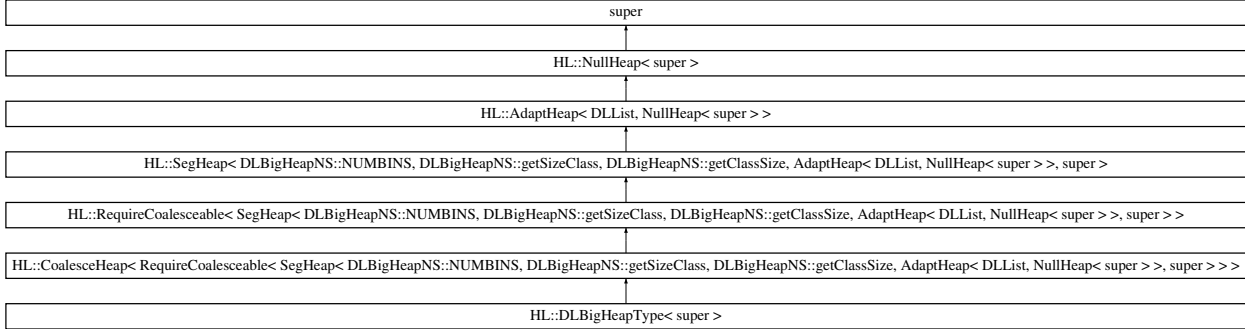 super
HL::NullHeap< super >
HL::AdaptHeap< DLList, NullHeap< super > >
HL::SegHeap< DLBigHeapNS::NUMBINS, DLBigHeapNS::getSizeClass, DLBigHeapNS::getClassSize, AdaptHeap< DLList, NullHeap< super > >, super >
HL::RequireCoalesceable< SegHeap< DLBigHeapNS::NUMBINS, DLBigHeapNS::getSizeClass, DLBigHeapNS::getClassSize, AdaptHeap< DLList, NullHeap< super > >, super > >
HL::CoalesceHeap< RequireCoalesceable< SegHeap< DLBigHeapNS::NUMBINS, DLBigHeapNS::getSizeClass, DLBigHeapNS::getClassSize, AdaptHeap< DLList, NullHeap< super > >, super > > >
HL::DLBigHeapType< super >